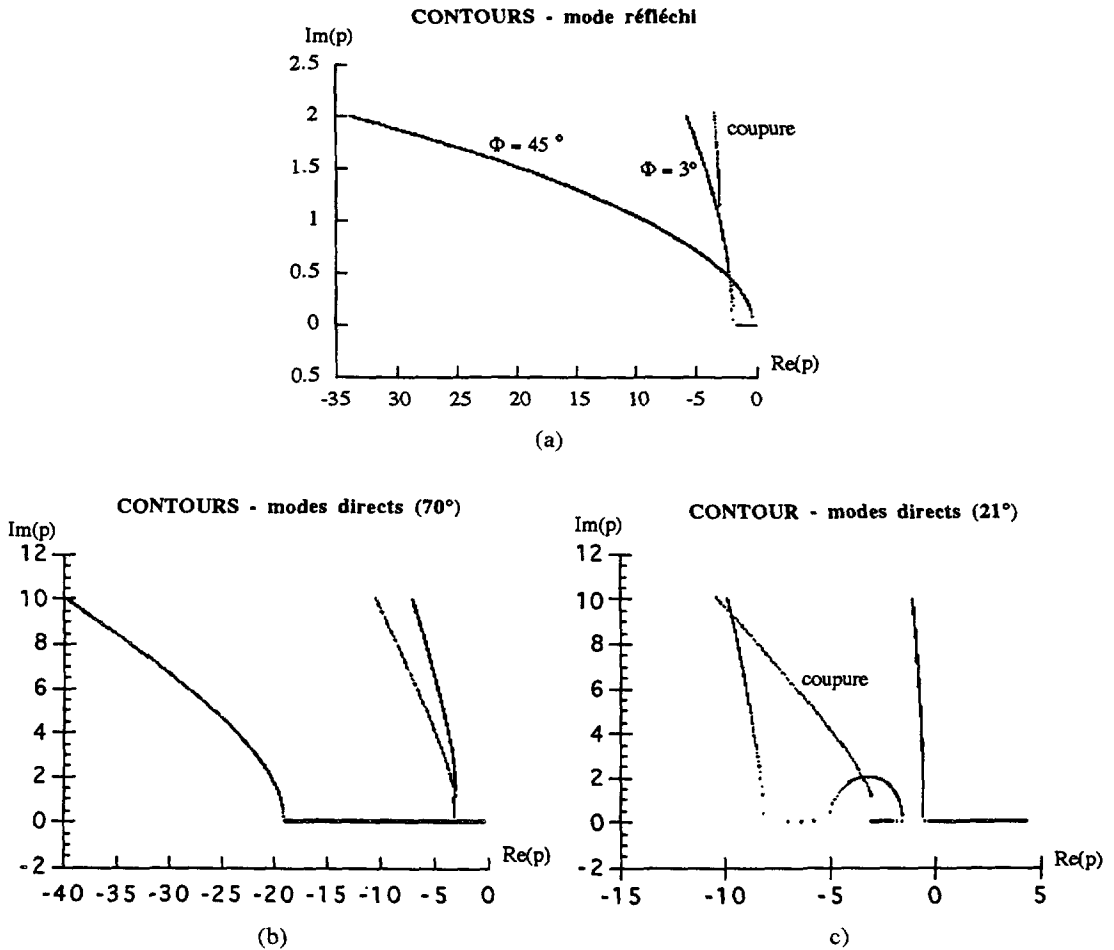 CONTOURS - mode réfléchi
Im(p)
2.5
2
1.5
1
0.5
0
0.5
Φ = 45 °
Φ = 3°
coupure
Re(p)
-35 30 25 20 15 10 -5 0
(a)
CONTOURS - modes directs (70°)
Im(p)
12
10
8
6
4
2
0
-2
Re(p)
-40 -35 -30 -25 -20 -15 -10 -5 0
(b)
CONTOUR - modes directs (21°)
Im(p)
12
10
8
6
4
2
0
-2
coupure
Re(p)
-15 -10 -5 0 5
c)